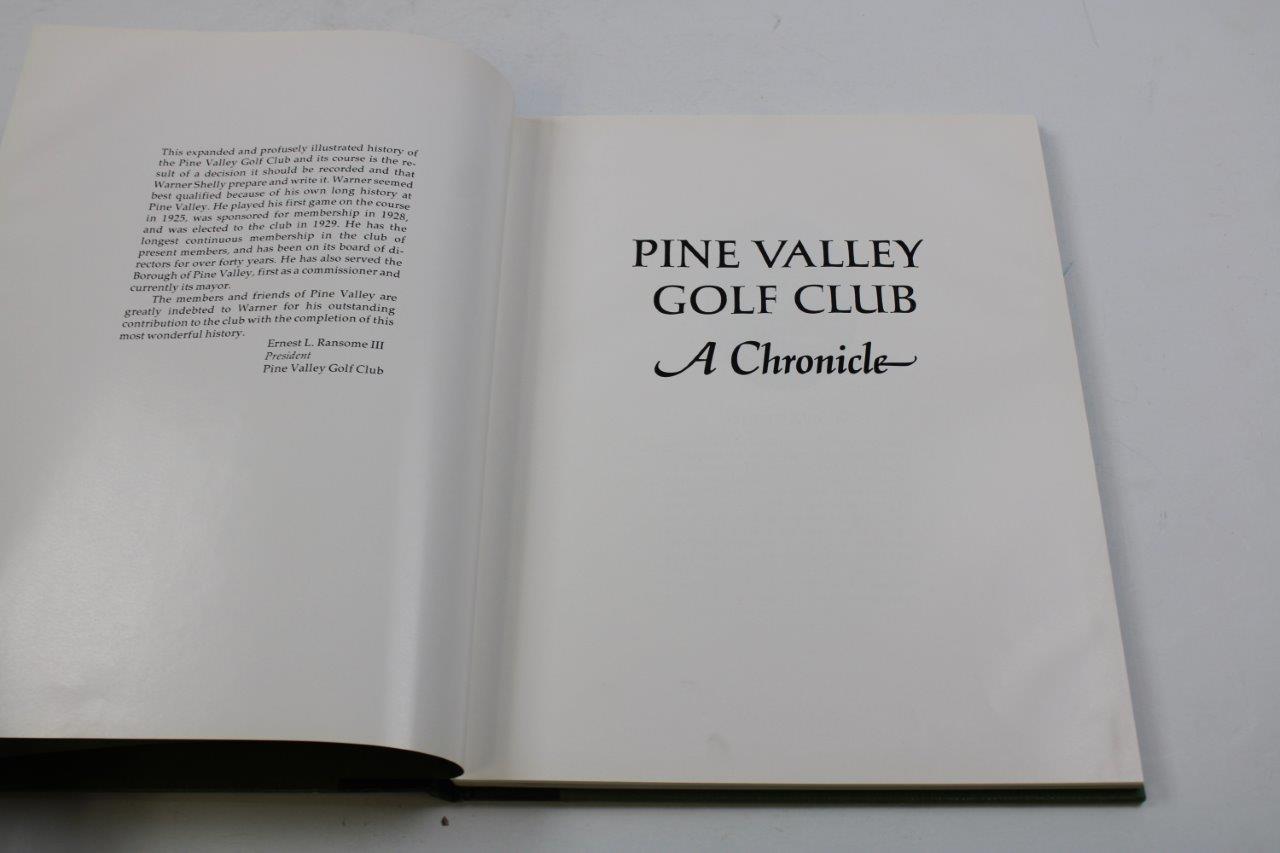 This expanded and profusely illustrated history of
the Pine Valley Golf Club and its course is the re-
sult of a decision it should be recorded and that
Warner Shelly prepare and write it. Warner seemed
best qualified because of his own long history at
Pine Valley. He played his first game on the course
in 1925, was sponsored for membership in 1928,
and was elected to the club in 1929. He has the
longest continuous membership in the club of
present members, and has been on its board of di-
rectors for over forty years. He has also served the
Borough of Pine Valley, first as a commissioner and
currently its mayor.
The members and friends of Pine Valley are
greatly indebted to Warner for his outstanding
contribution to the club with the completion of this
most wonderful history.
Ernest L. Ransome III
President
Pine Valley Golf Club
PINE VALLEY
GOLF CLUB
A Chronicle